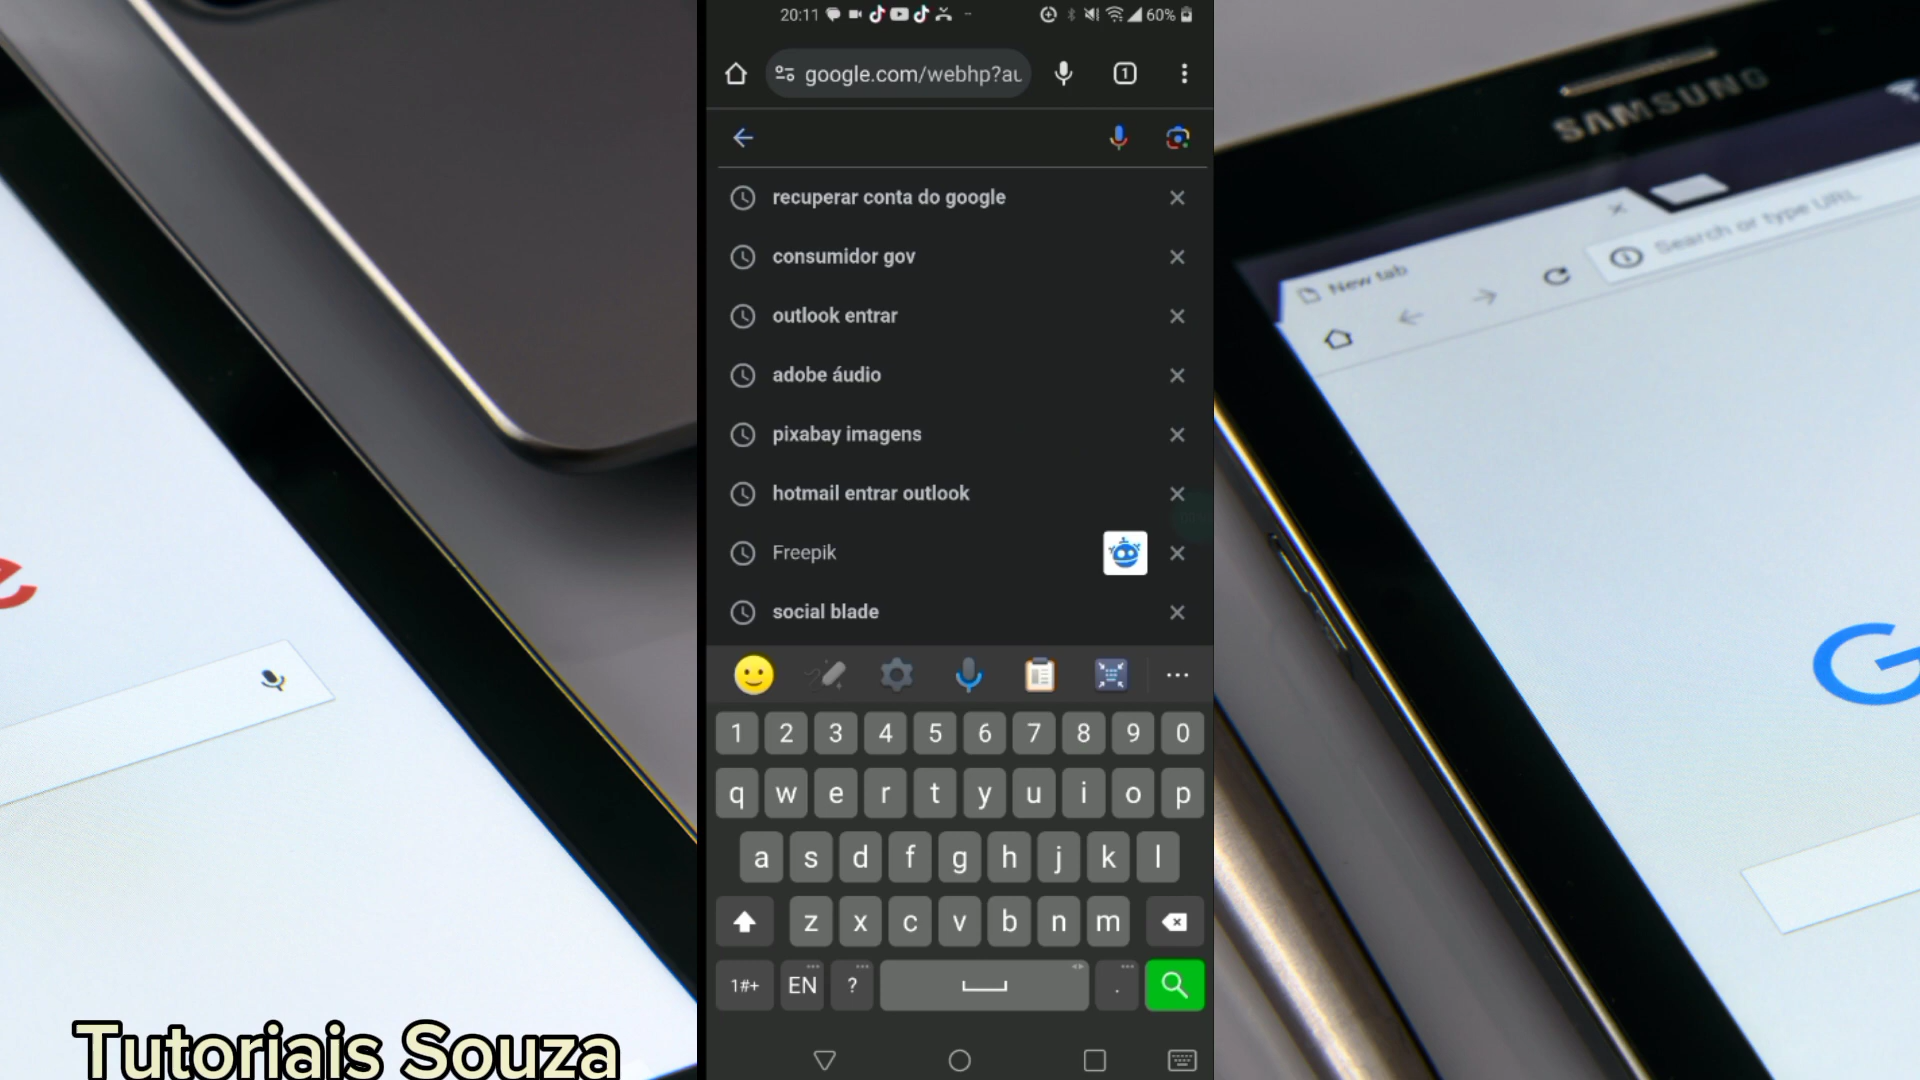 20:11
60%
google.com/webhp?au
1
recuperar conta do google
consumidor gov
outlook entrar
adobe áudio
pixabay imagens
hotmail entrar outlook
Freepik
social blade
1 2 3 4 5 6 7 8 9 0
q w e r t y u i o p
a s d f g h j k l
z x c v b n m
1#+ EN ? .
SAMSUNG
New tab
Search or type URL
G
e
Tutoriais Souza